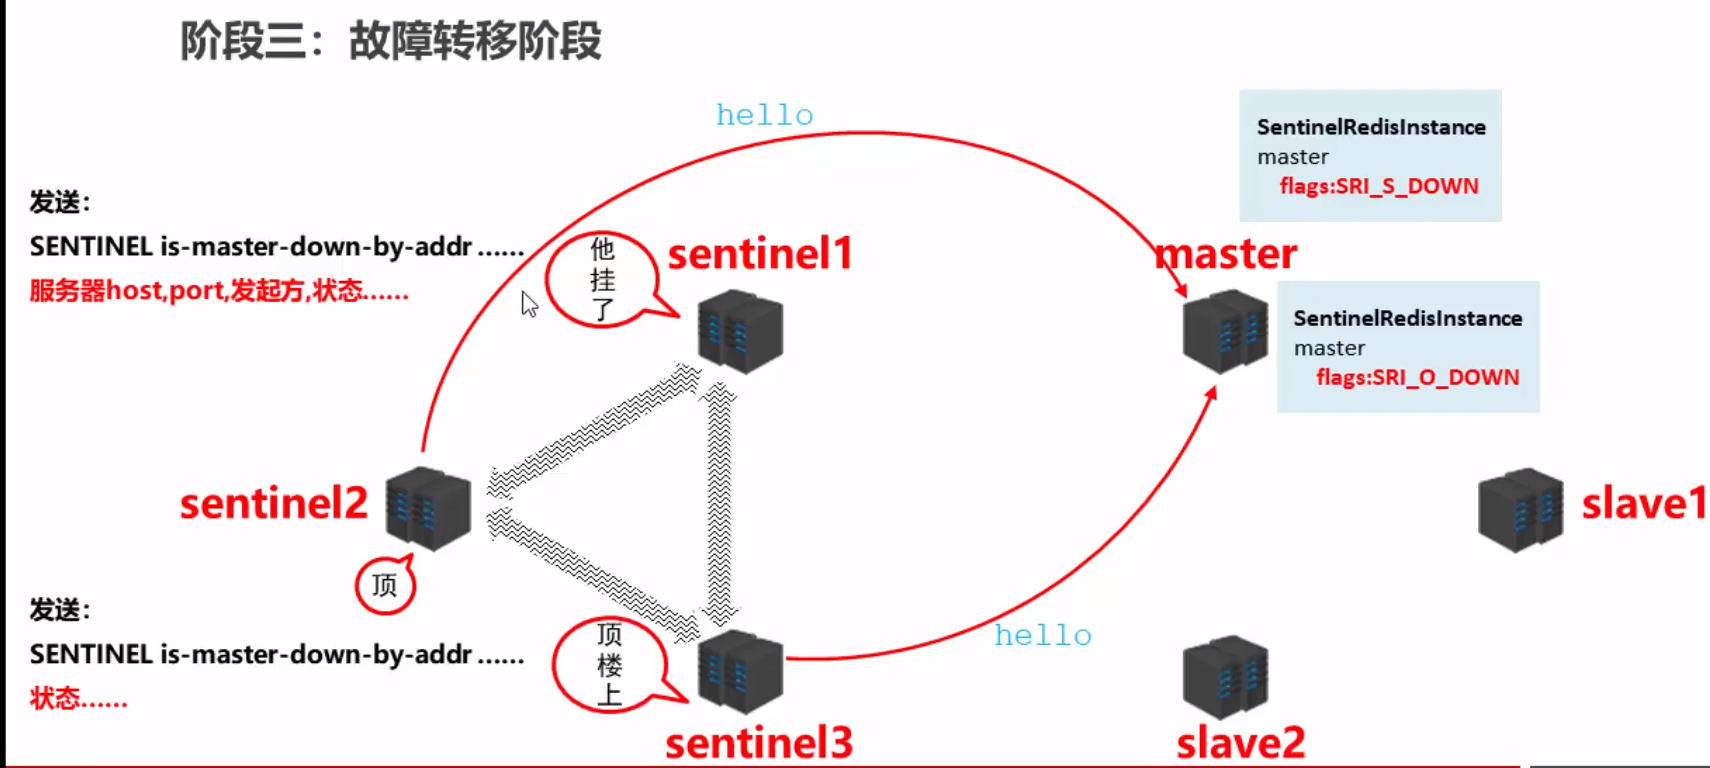 阶段三：故障转移阶段
hello
SentinelRedisInstance
master
flags:SRI_S_DOWN
发送：
SENTINEL is-master-down-by-addr ……
服务器host,port,发起方,状态……
他
挂
了
sentinel1
master
SentinelRedisInstance
master
flags:SRI_O_DOWN
sentinel2
slave1
顶
发送：
SENTINEL is-master-down-by-addr ……
状态……
顶
楼
上
hello
sentinel3
slave2